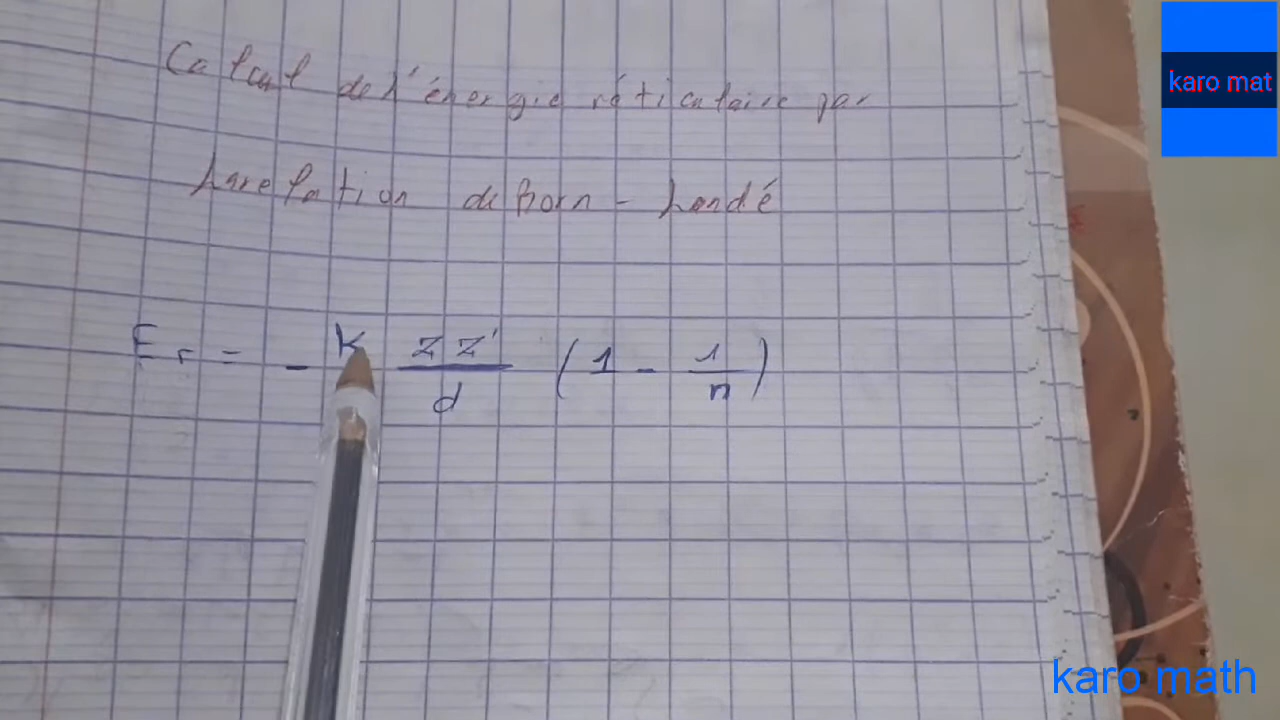 karo mat
Calcul de l'énergie réticulaire par
la relation de Born - Landé
Er = - K ZZ'/d (1 - 1/n)
karo math